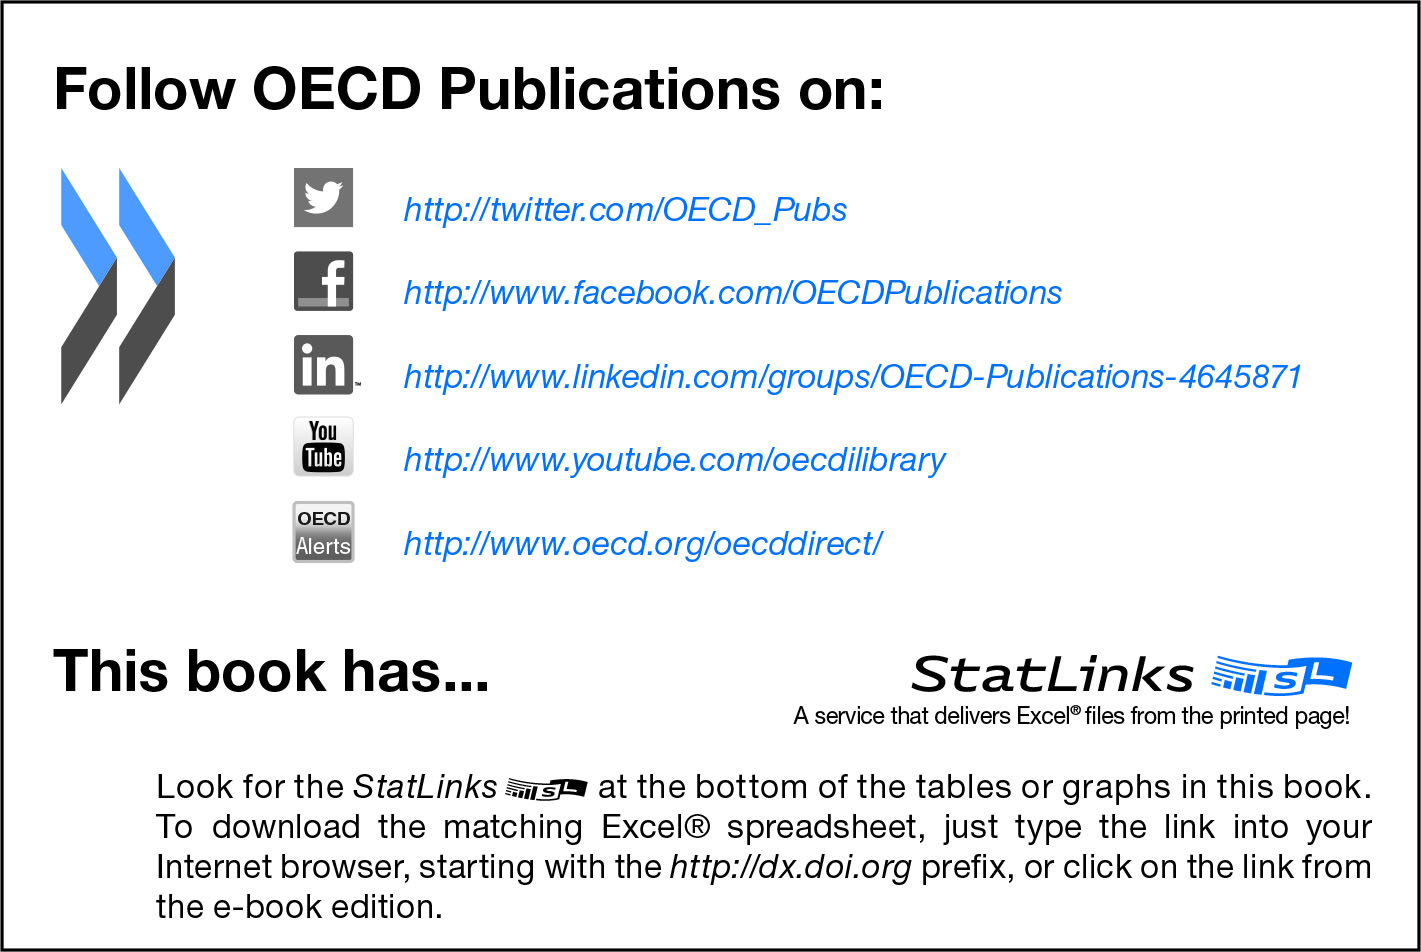 Follow OECD Publications on:
http://twitter.com/OECD_Pubs
f http://www.facebook.com/OECDPublications
in™ http://www.linkedin.com/groups/OECD-Publications-4645871
You
Tube
http://www.youtube.com/oecdilibrary
OECD
Alerts
http://www.oecd.org/oecddirect/
This book has...
StatLinks SL
A service that delivers Excel® files from the printed page!
Look for the StatLinks SL at the bottom of the tables or graphs in this book.
To download the matching Excel® spreadsheet, just type the link into your
Internet browser, starting with the http://dx.doi.org prefix, or click on the link from
the e-book edition.